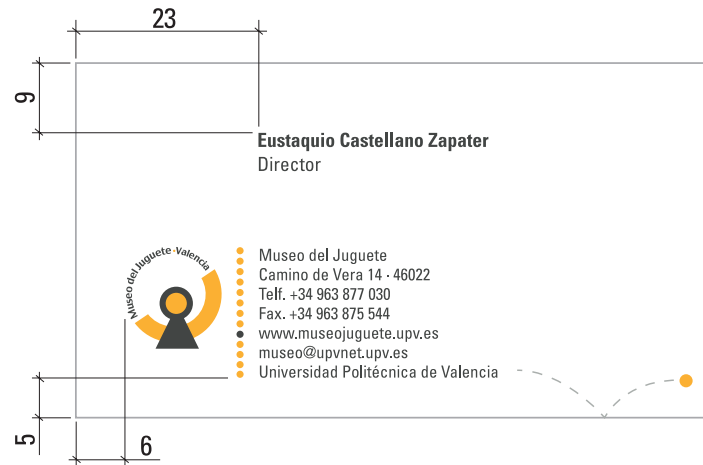 23
9
Eustaquio Castellano Zapater
Director
Museo del Juguete·Valencia
Museo del Juguete
Camino de Vera 14 · 46022
Telf. +34 963 877 030
Fax. +34 963 875 544
www.museojuguete.upv.es
museo@upvnet.upv.es
Universidad Politécnica de Valencia
5
6